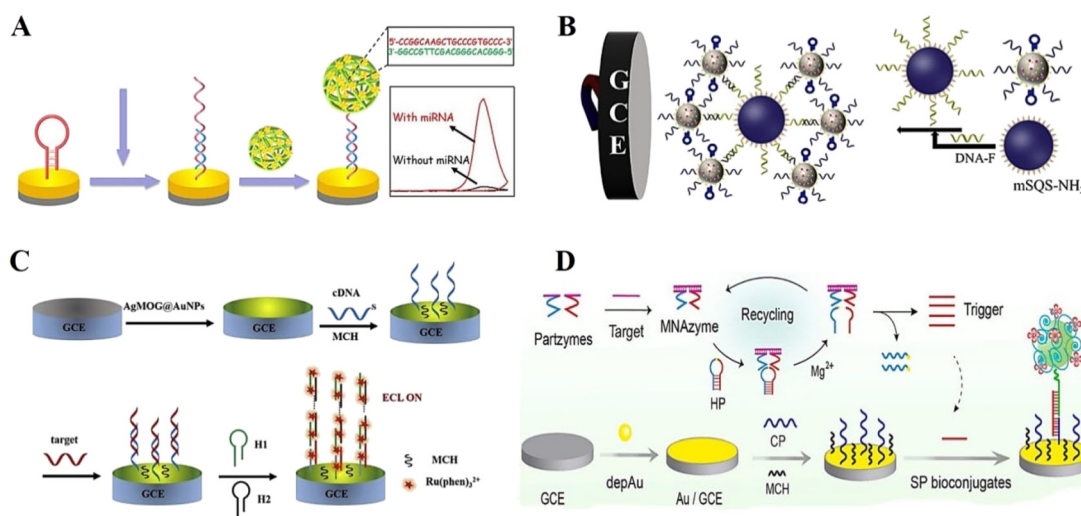 A
5'-CCGGCAAGCTGCCCGTGCCC-3'
3'-GGCCGTTCGACGGGCACGGG-5'
With miRNA
Without miRNA
B
G
C
E
DNA-F
mSQS-NH₂
C
GCE
AgMOG@AuNPs
GCE
cDNA
S
MCH
GCE
target
GCE
H1
H2
GCE
ECL ON
MCH
Ru(phen)₃²⁺
D
Partzymes
Target
MNAzyme
Recycling
HP
Mg²⁺
Trigger
GCE
depAu
Au / GCE
CP
MCH
SP bioconjugates